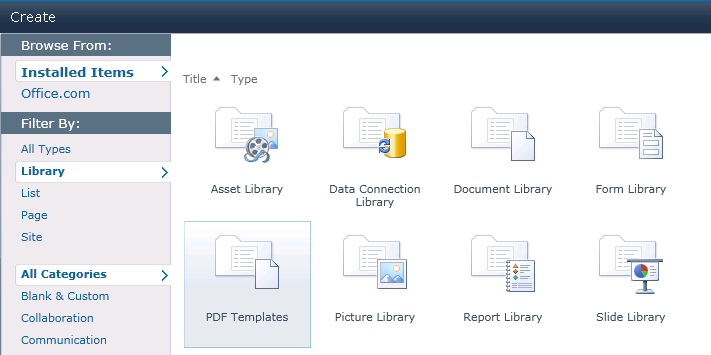 Create
Browse From:
Installed Items
Office.com
Filter By:
All Types
Library
List
Page
Site
All Categories
Blank & Custom
Collaboration
Communication
Title Type
Asset Library
Data Connection
Library
Document Library
Form Library
PDF Templates
Picture Library
Report Library
Slide Library